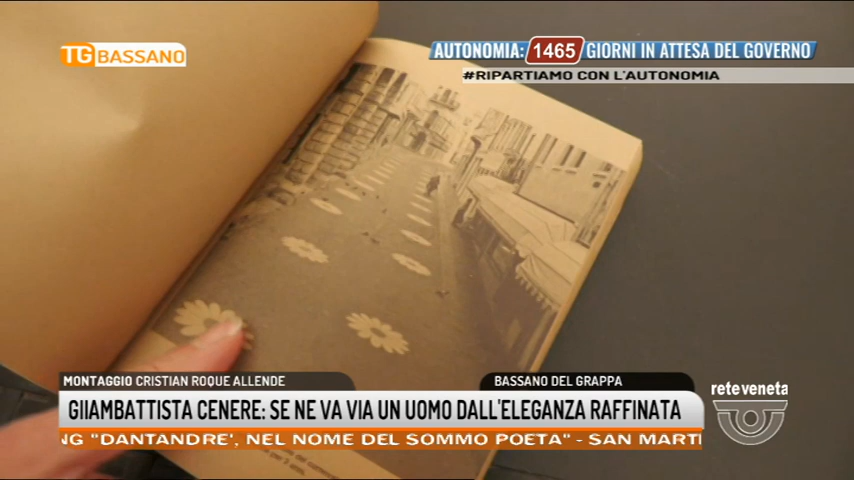 TG BASSANO
AUTONOMIA: 1465 GIORNI IN ATTESA DEL GOVERNO
#RIPARTIAMO CON L'AUTONOMIA
MONTAGGIO CRISTIAN ROQUE ALLENDE
BASSANO DEL GRAPPA
GIIAMBATTISTA CENERE: SE NE VA VIA UN UOMO DALL'ELEGANZA RAFFINATA
reteveneta
NG "DANTANDRE', NEL NOME DEL SOMMO POETA" - SAN MARTI